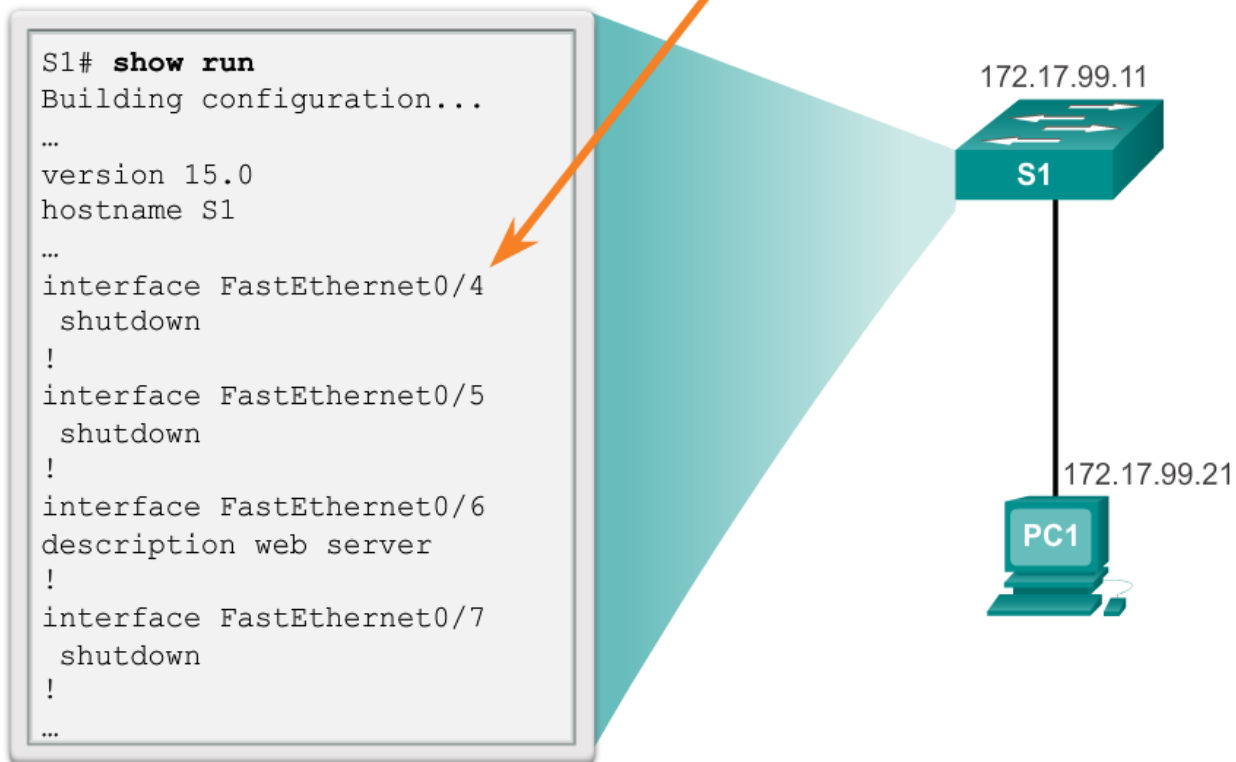 S1# show run
Building configuration...
…
version 15.0
hostname S1
…
interface FastEthernet0/4
 shutdown
!
interface FastEthernet0/5
 shutdown
!
interface FastEthernet0/6
description web server
!
interface FastEthernet0/7
 shutdown
!
…
172.17.99.11
S1
172.17.99.21
PC1